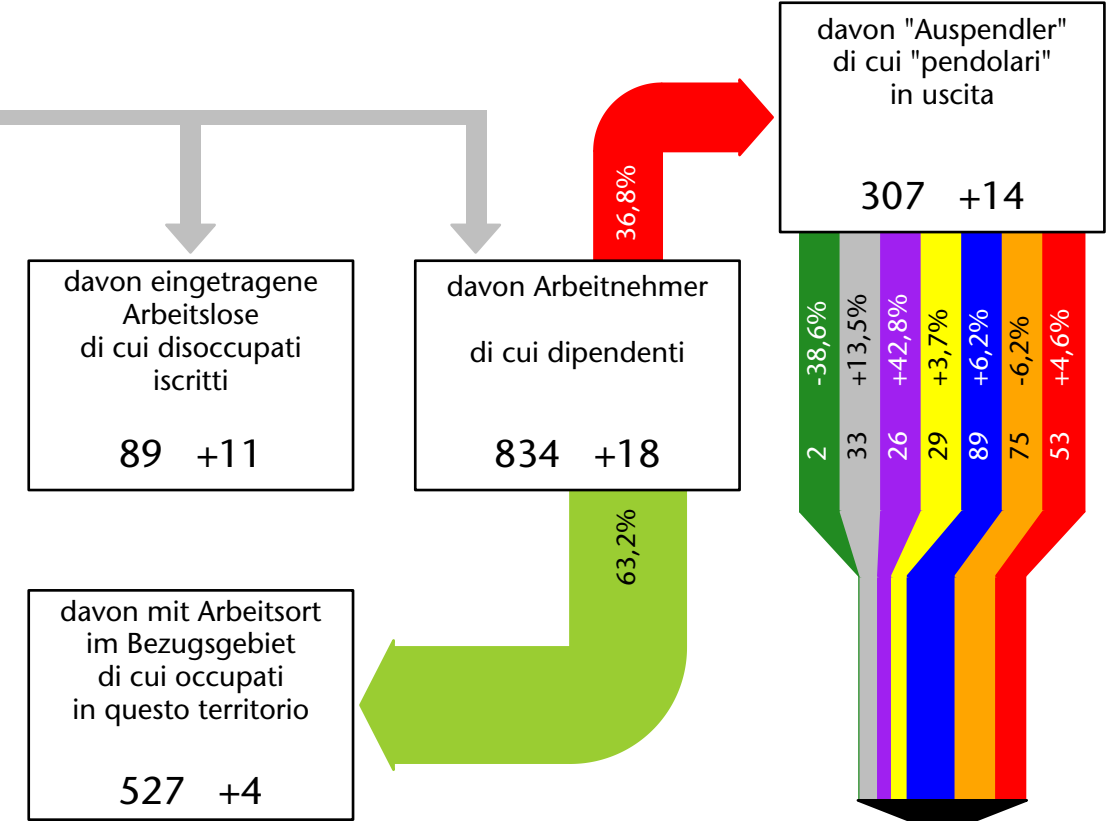 davon "Auspendler"
di cui "pendolari"
in uscita
307 +14
36,8%
davon eingetragene
Arbeitslose
di cui disoccupati
iscritti
89 +11
davon Arbeitnehmer
di cui dipendenti
834 +18
2 -38,6%
33 +13,5%
26 +42,8%
29 +3,7%
89 +6,2%
75 -6,2%
53 +4,6%
63,2%
davon mit Arbeitsort
im Bezugsgebiet
di cui occupati
in questo territorio
527 +4